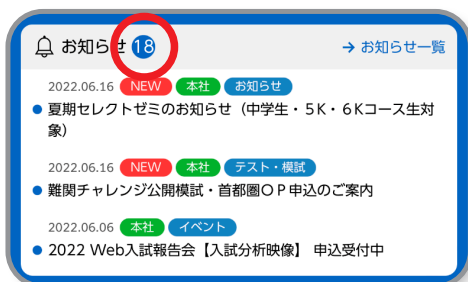 お知らせ 18 → お知らせ一覧
2022.06.16 NEW 本社 お知らせ
夏期セレクトゼミのお知らせ（中学生・５K・６Kコース生対
象）
2022.06.16 NEW 本社 テスト・模試
難関チャレンジ公開模試・首都圏ＯＰ申込のご案内
2022.06.06 本社 イベント
2022 Web入試報告会【入試分析映像】 申込受付中